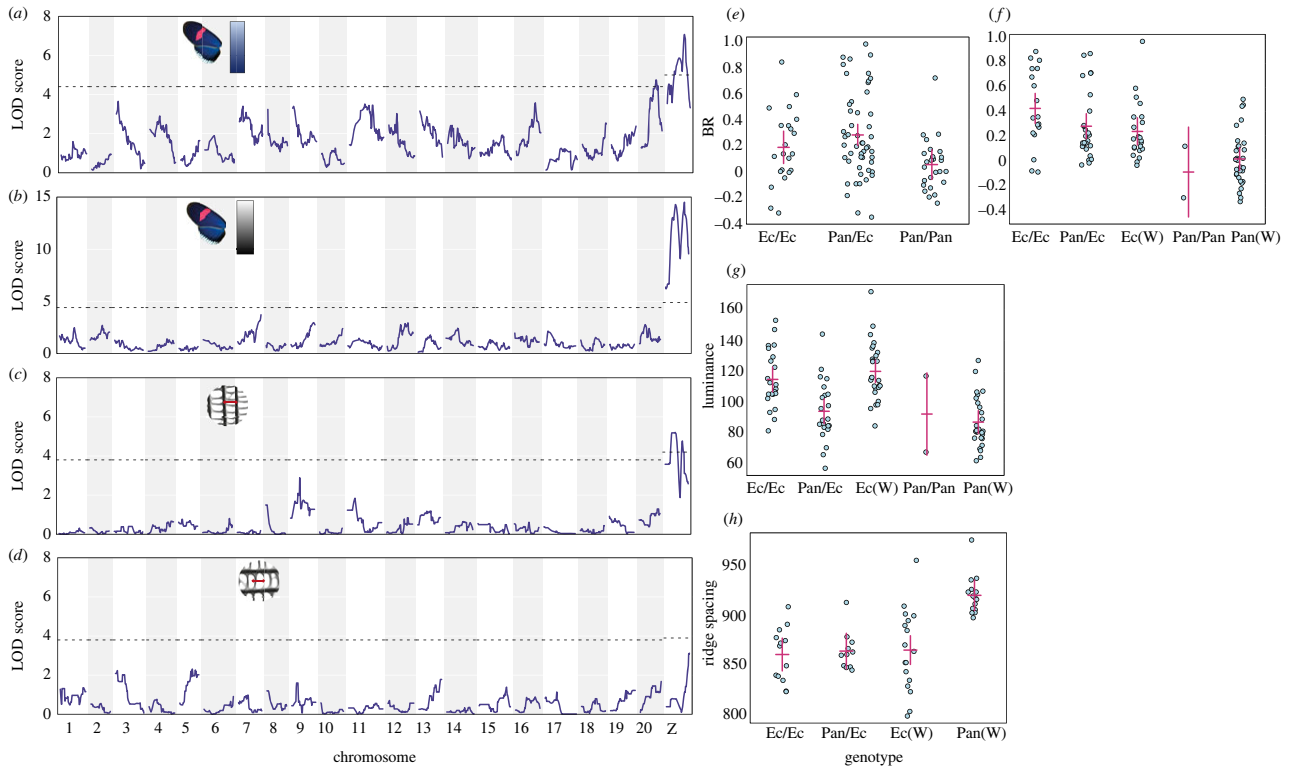 (a)
8
6
4
2
0
LOD score
(b)
15
10
5
0
LOD score
(c)
8
6
4
2
0
LOD score
(d)
8
6
4
2
0
LOD score
1 2 3 4 5 6 7 8 9 10 11 12 13 14 15 16 17 18 19 20 Z
chromosome
(e)
1.0
0.8
0.6
0.4
0.2
0
–0.2
–0.4
BR
Ec/Ec Pan/Ec Pan/Pan
(f)
1.0
0.8
0.6
0.4
0.2
0
–0.2
–0.4
Ec/Ec Pan/Ec Ec(W) Pan/Pan Pan(W)
(g)
160
140
120
100
80
60
luminance
Ec/Ec Pan/Ec Ec(W) Pan/Pan Pan(W)
(h)
950
900
850
800
ridge spacing
Ec/Ec Pan/Ec Ec(W) Pan(W)
genotype